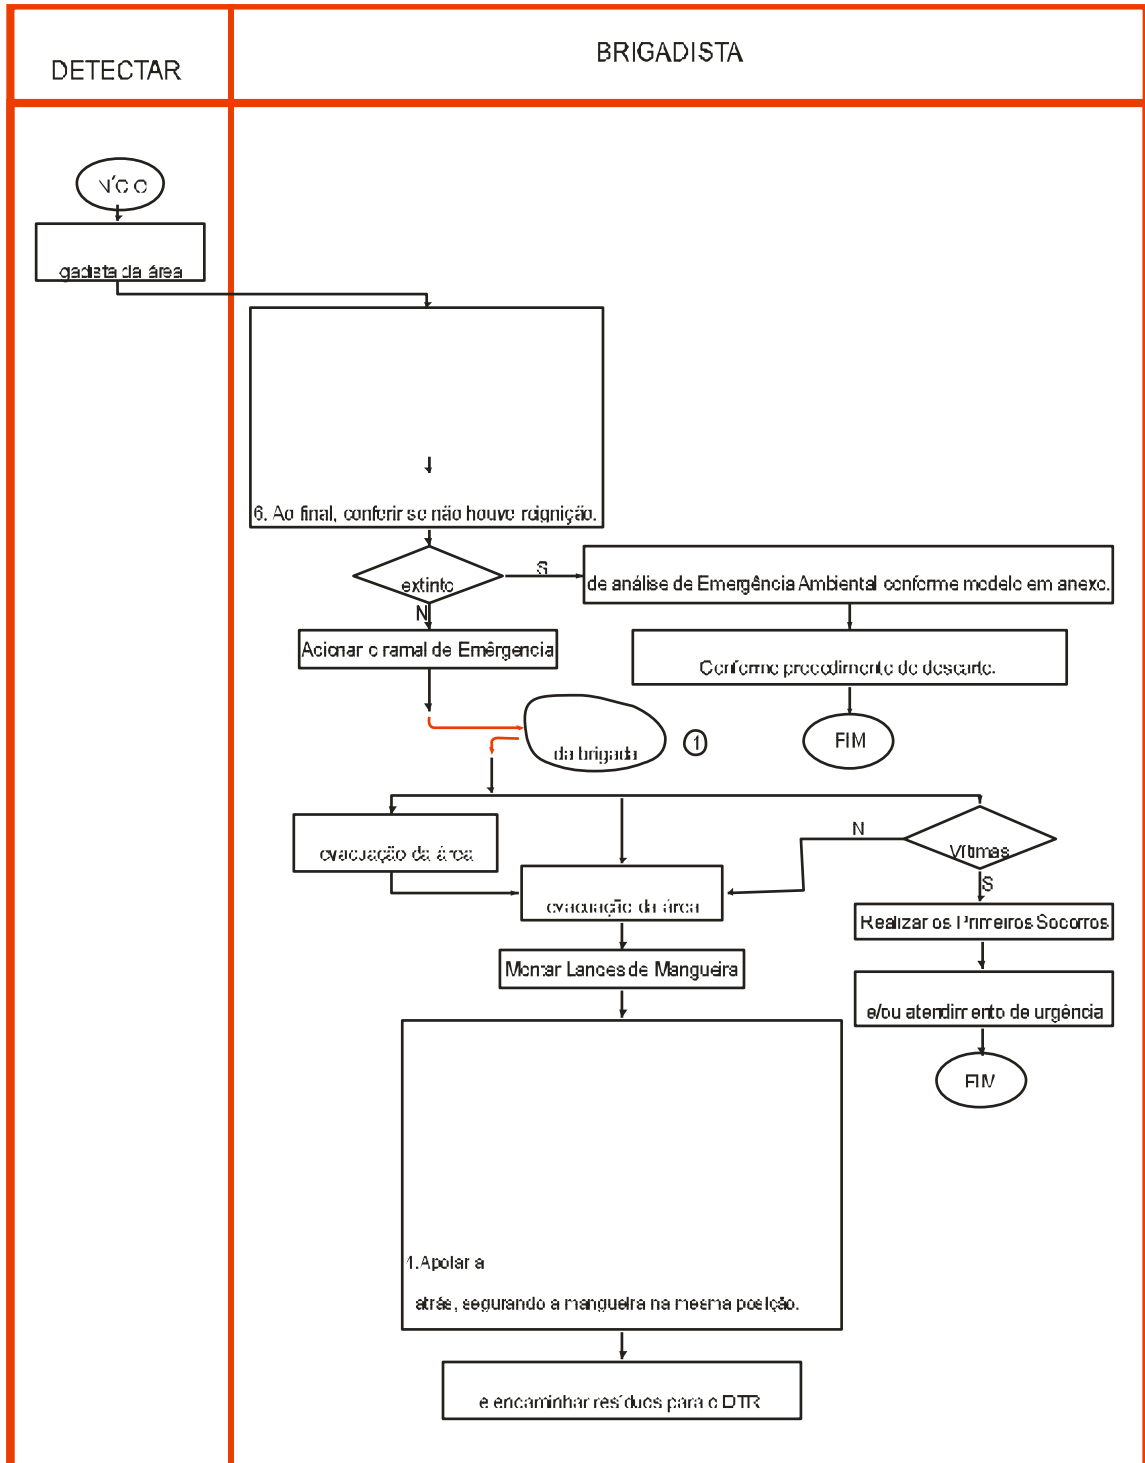 DETECTAR
BRIGADISTA
gadista da área
6. Ao final, conferir se não houve reignição.
extinto
S
de análise de Emergência Ambiental conforme modelo em anexo.
N
Acionar o ramal de Emêrgencia
Conforme procedimento de descarte.
da brigada
1
FIM
evacuação da área
N
Vítimas
evacuação da área
S
Realizar os Primeiros Socorros
Montar Lances de Mangueira
e/ou atendimento de urgência
FIM
Apoiar a
atrás, segurando a mangueira na mesma posição.
e encaminhar resíduos para o DTR